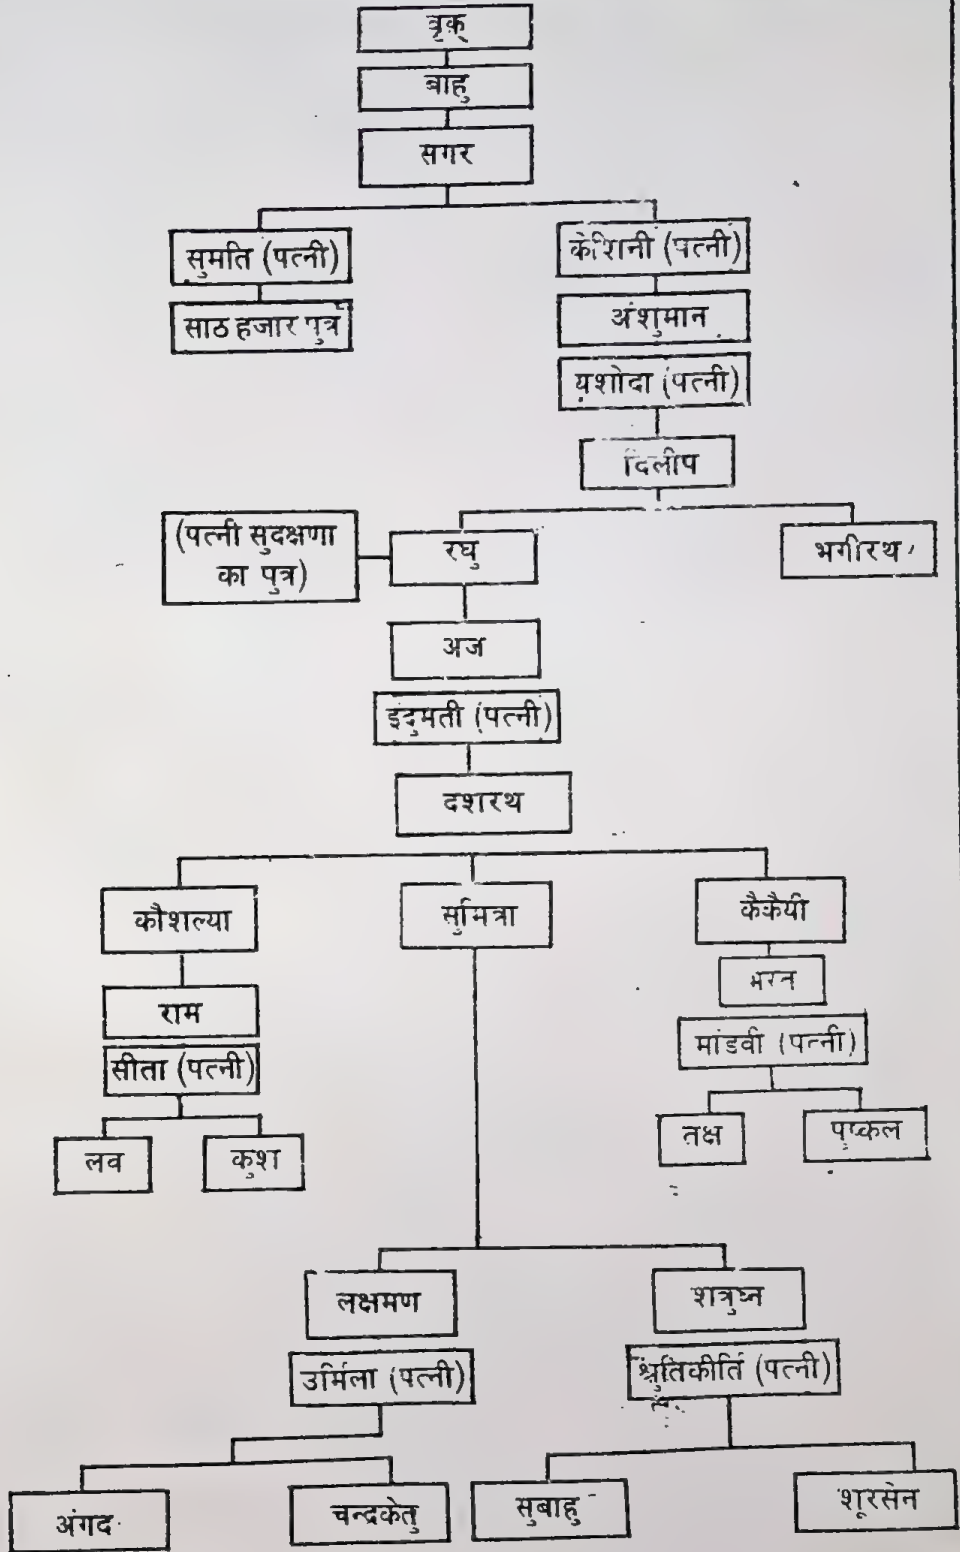 वृक्
बाहु
सगर
सुमति (पत्नी)
केशिनी (पत्नी)
साठ हजार पुत्र
अंशुमान
यशोदा (पत्नी)
दिलीप
(पत्नी सुदक्षणा
का पुत्र)
रघु
भगीरथ
अज
इंदुमती (पत्नी)
दशरथ
कौशल्या
सुमित्रा
कैकैयी
भरत
राम
मांडवी (पत्नी)
सीता (पत्नी)
तक्ष
पुष्कल
लव
कुश
लक्षमण
शत्रुघ्न
उर्मिला (पत्नी)
श्रुतिकीर्ति (पत्नी)
अंगद
चन्द्रकेतु
सुबाहु
शूरसेन